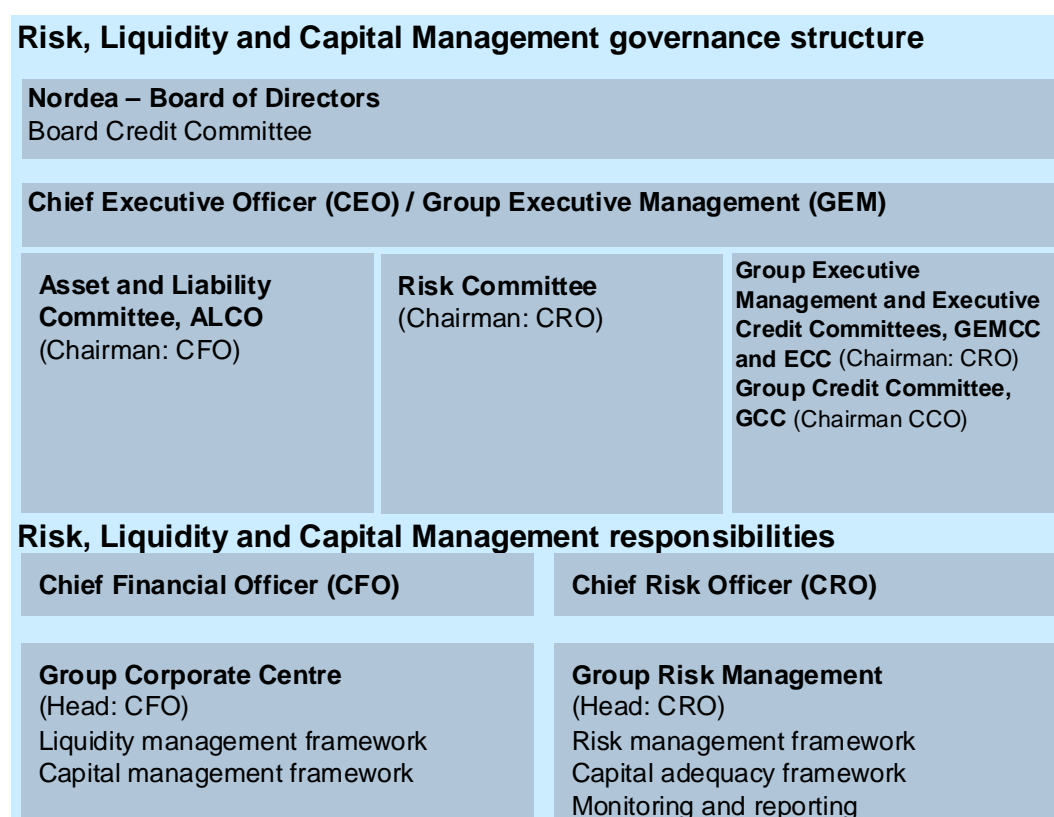 Risk, Liquidity and Capital Management governance structure
Nordea – Board of Directors
Board Credit Committee
Chief Executive Officer (CEO) / Group Executive Management (GEM)
Asset and Liability
Committee, ALCO
(Chairman: CFO)
Risk Committee
(Chairman: CRO)
Group Executive
Management and Executive
Credit Committees, GEMCC
and ECC (Chairman: CRO)
Group Credit Committee,
GCC (Chairman CCO)
Risk, Liquidity and Capital Management responsibilities
Chief Financial Officer (CFO)
Chief Risk Officer (CRO)
Group Corporate Centre
(Head: CFO)
Liquidity management framework
Capital management framework
Group Risk Management
(Head: CRO)
Risk management framework
Capital adequacy framework
Monitoring and reporting